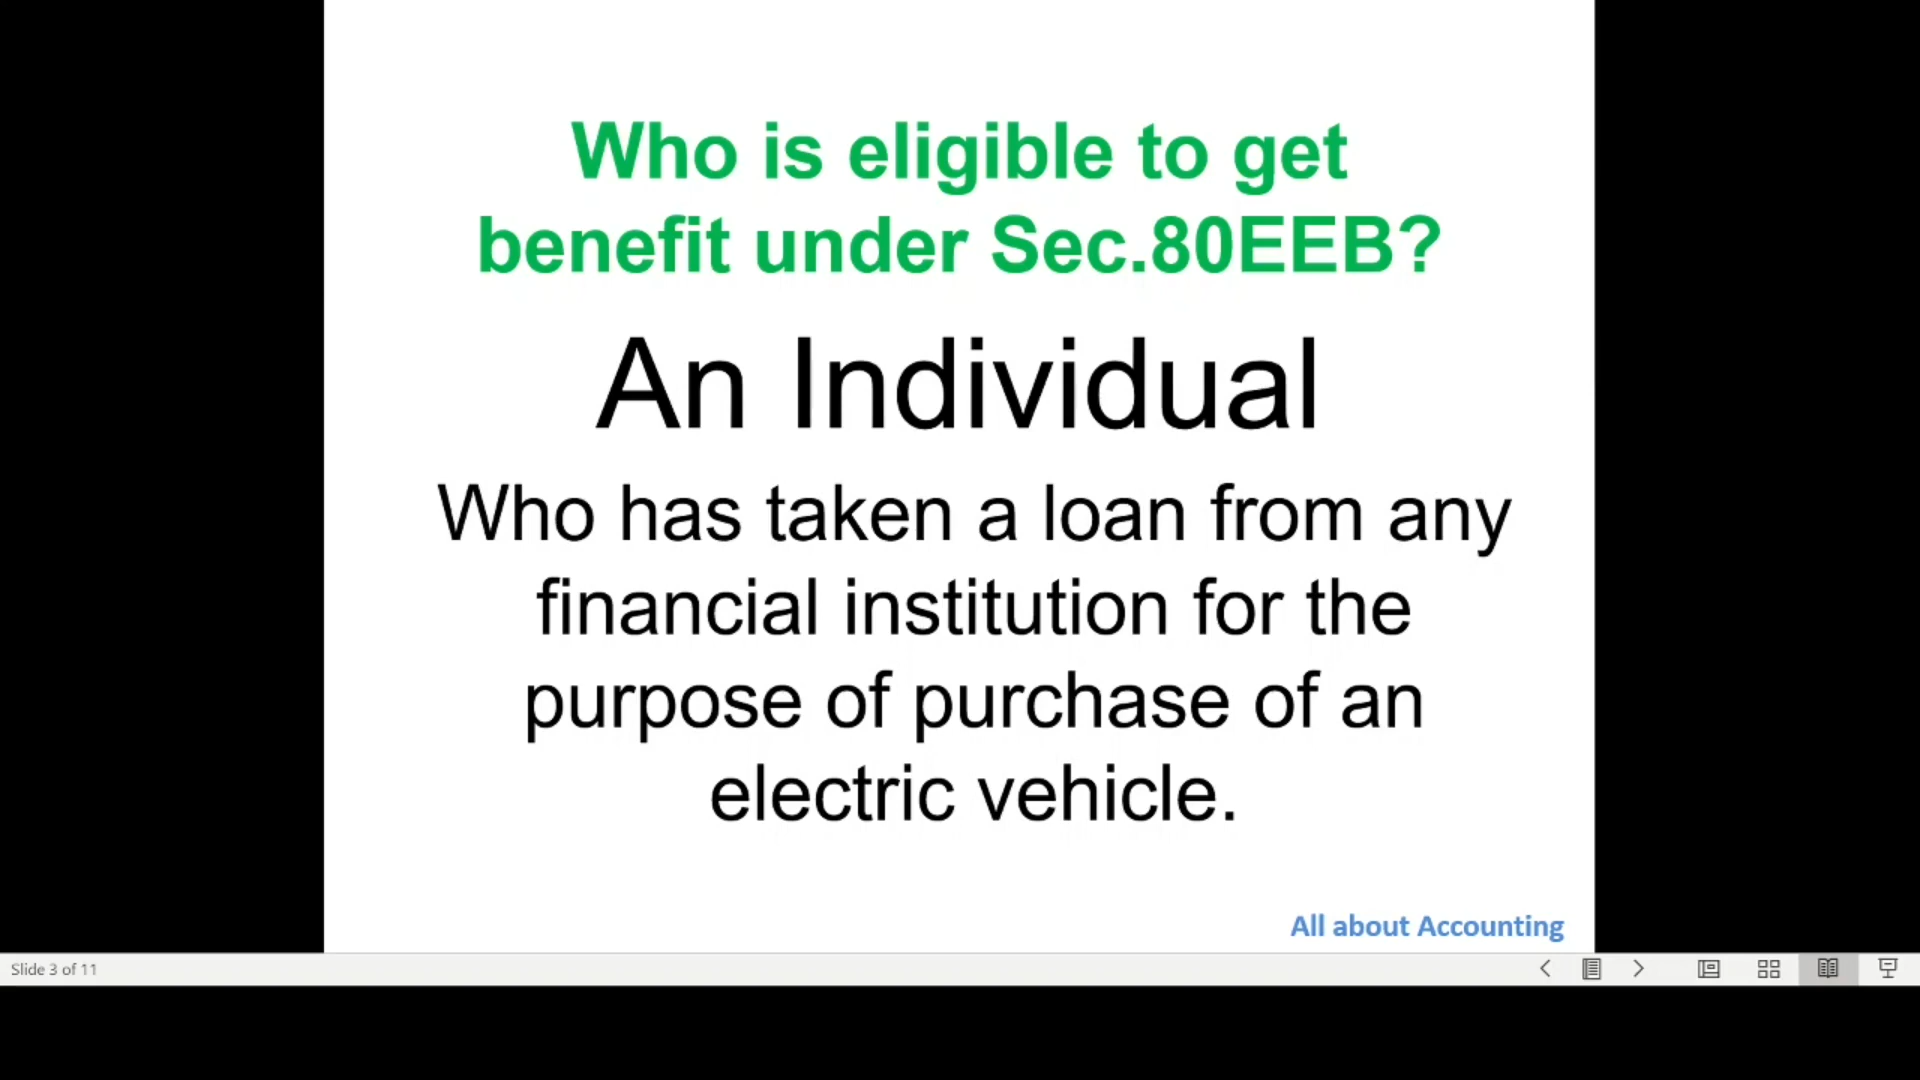 Who is eligible to get
benefit under Sec.80EEB?
An Individual
Who has taken a loan from any
financial institution for the
purpose of purchase of an
electric vehicle.
All about Accounting
Slide 3 of 11